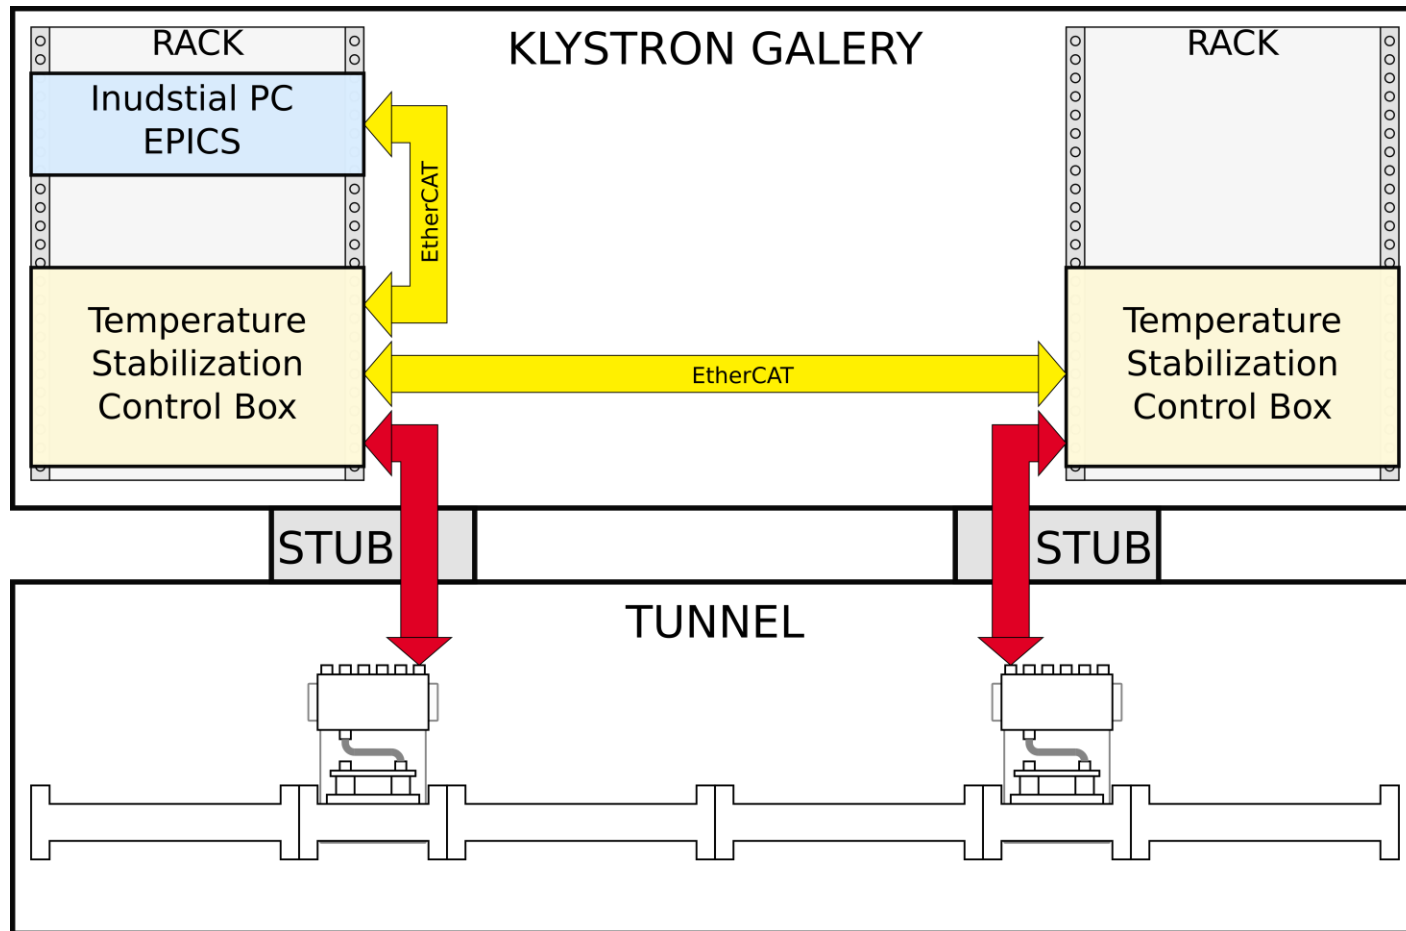 RACK
KLYSTRON GALERY
RACK
Inudstial PC
EPICS
EtherCAT
Temperature
Stabilization
Control Box
EtherCAT
Temperature
Stabilization
Control Box
STUB
STUB
TUNNEL